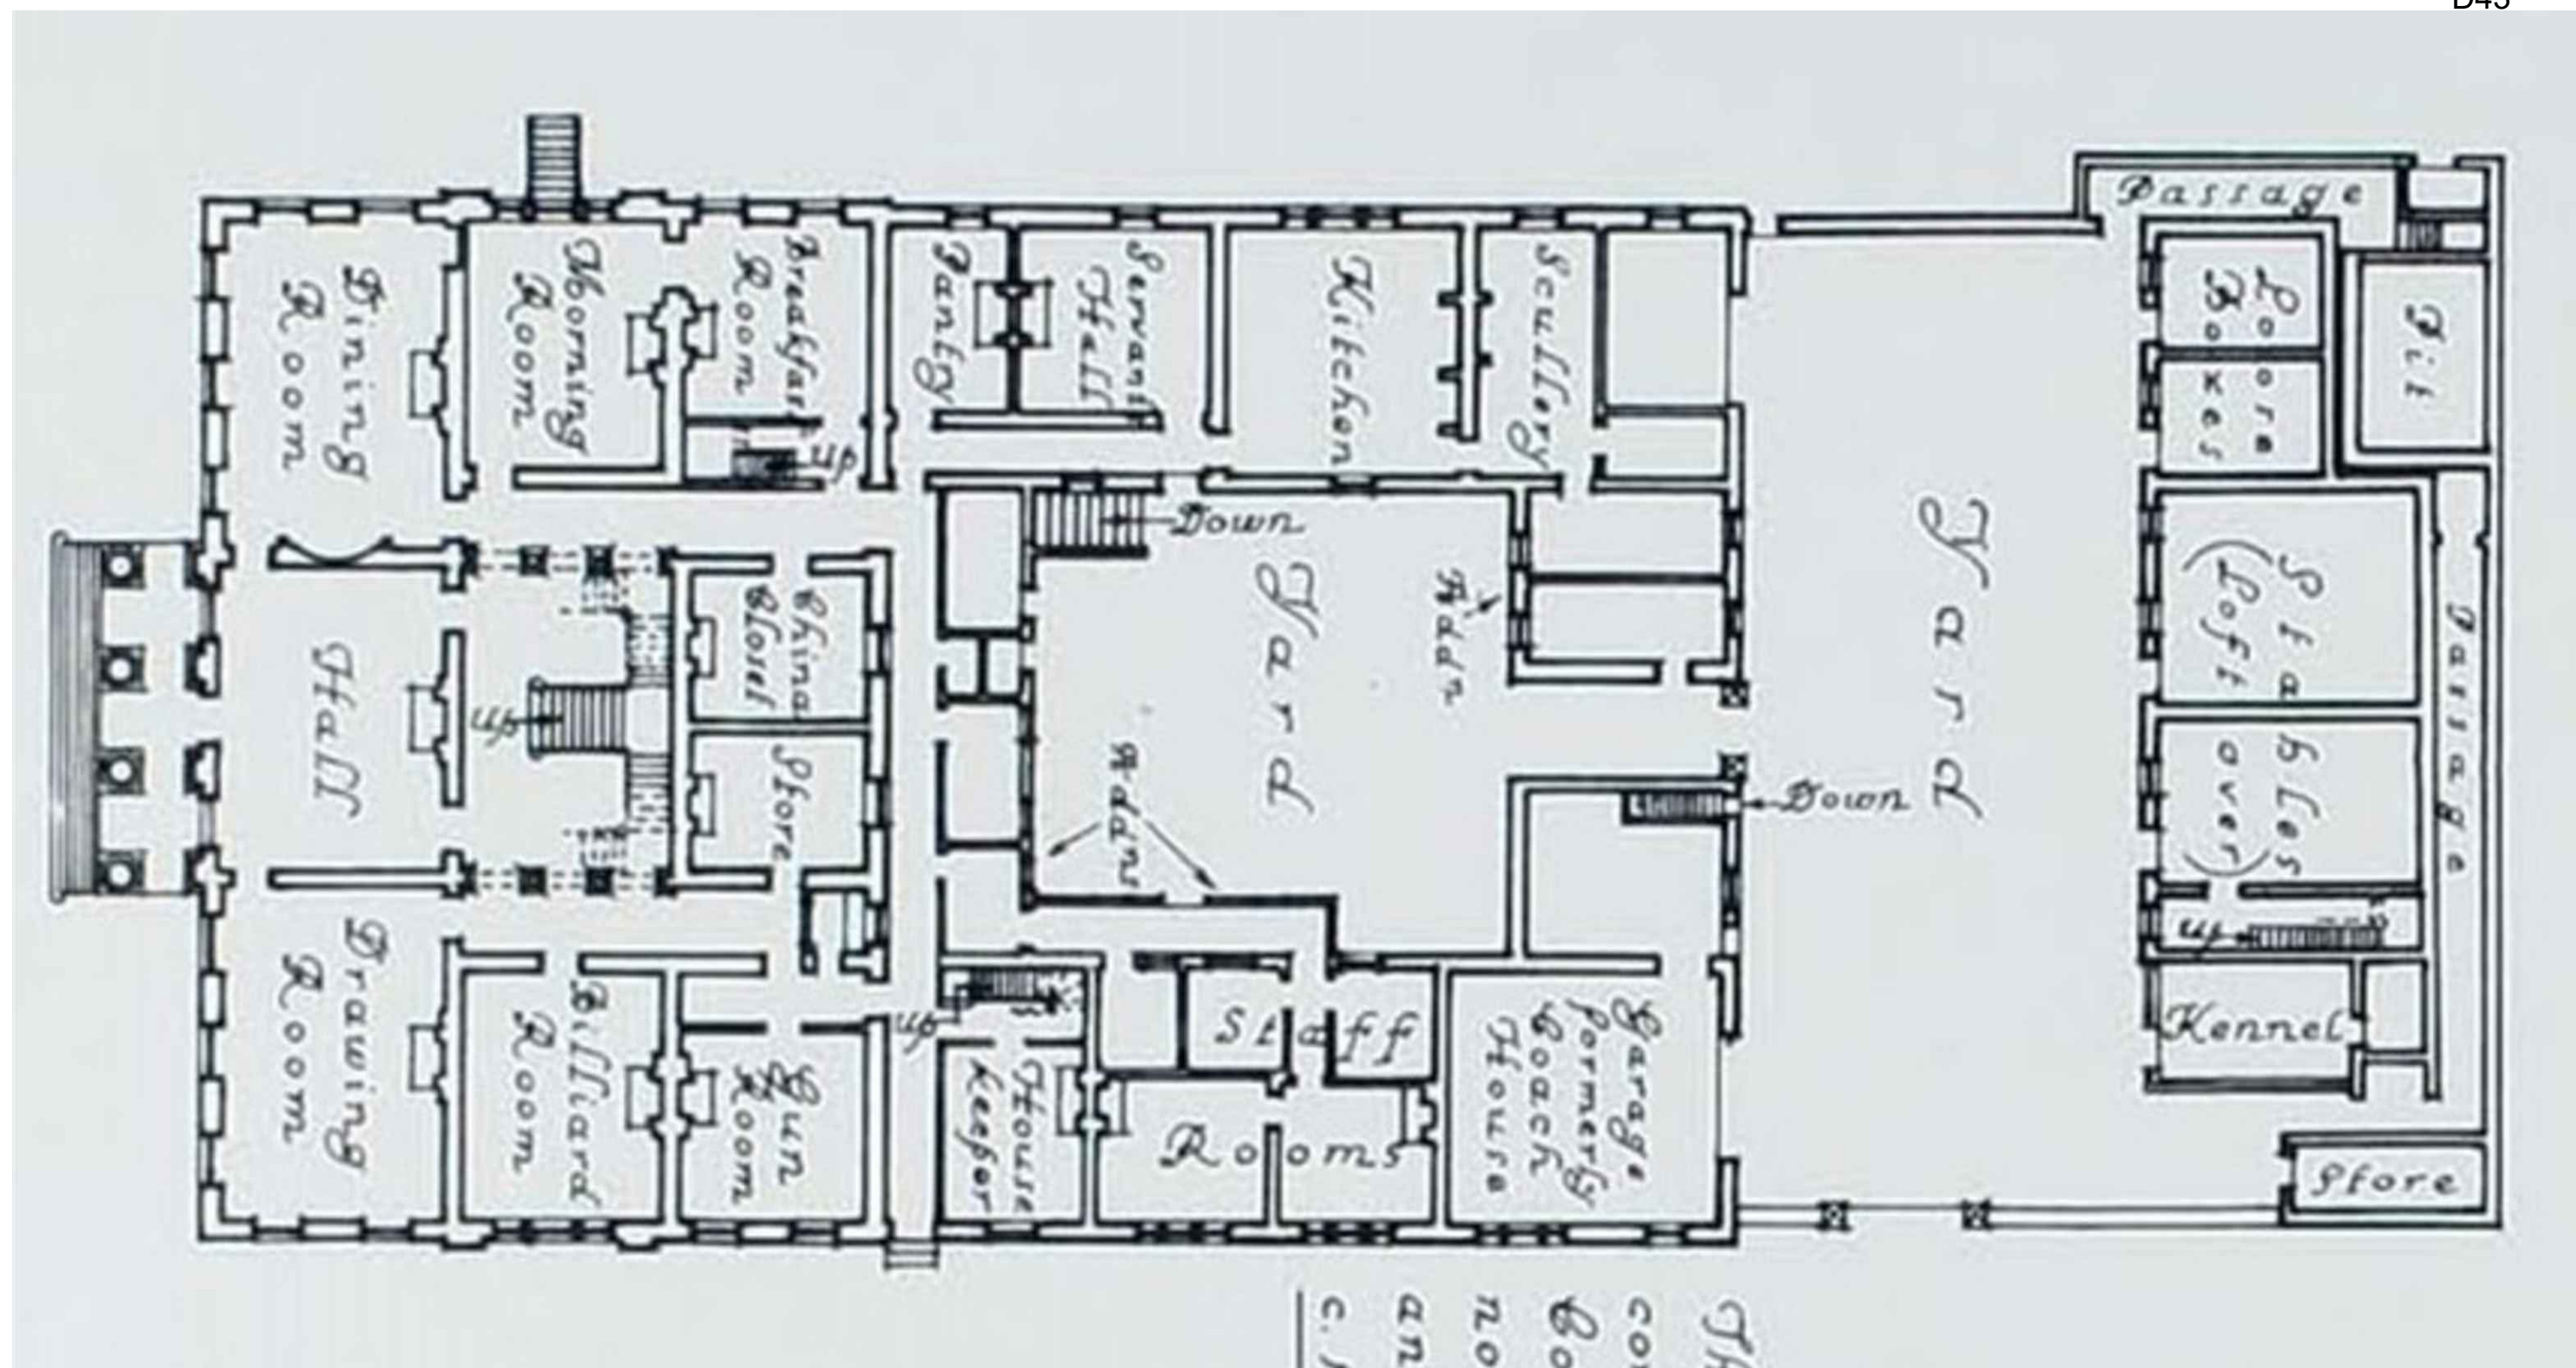 Passage
Dining
Room
Morning
Room
Breakfast
Room
Pantry
Servants
Hall
Kitchen
Scullery
Loose
Boxes
Pit
up
Down
Yard
Addn
Yard
Stables
(Loft over)
Passage
Hall
up
China
Closet
Store
Addns
Down
up
Drawing
Room
Billiard
Room
Gun
Room
up
House
Keeper
Staff
Rooms
Garage
formerly
Coach
House
Kennel
Store